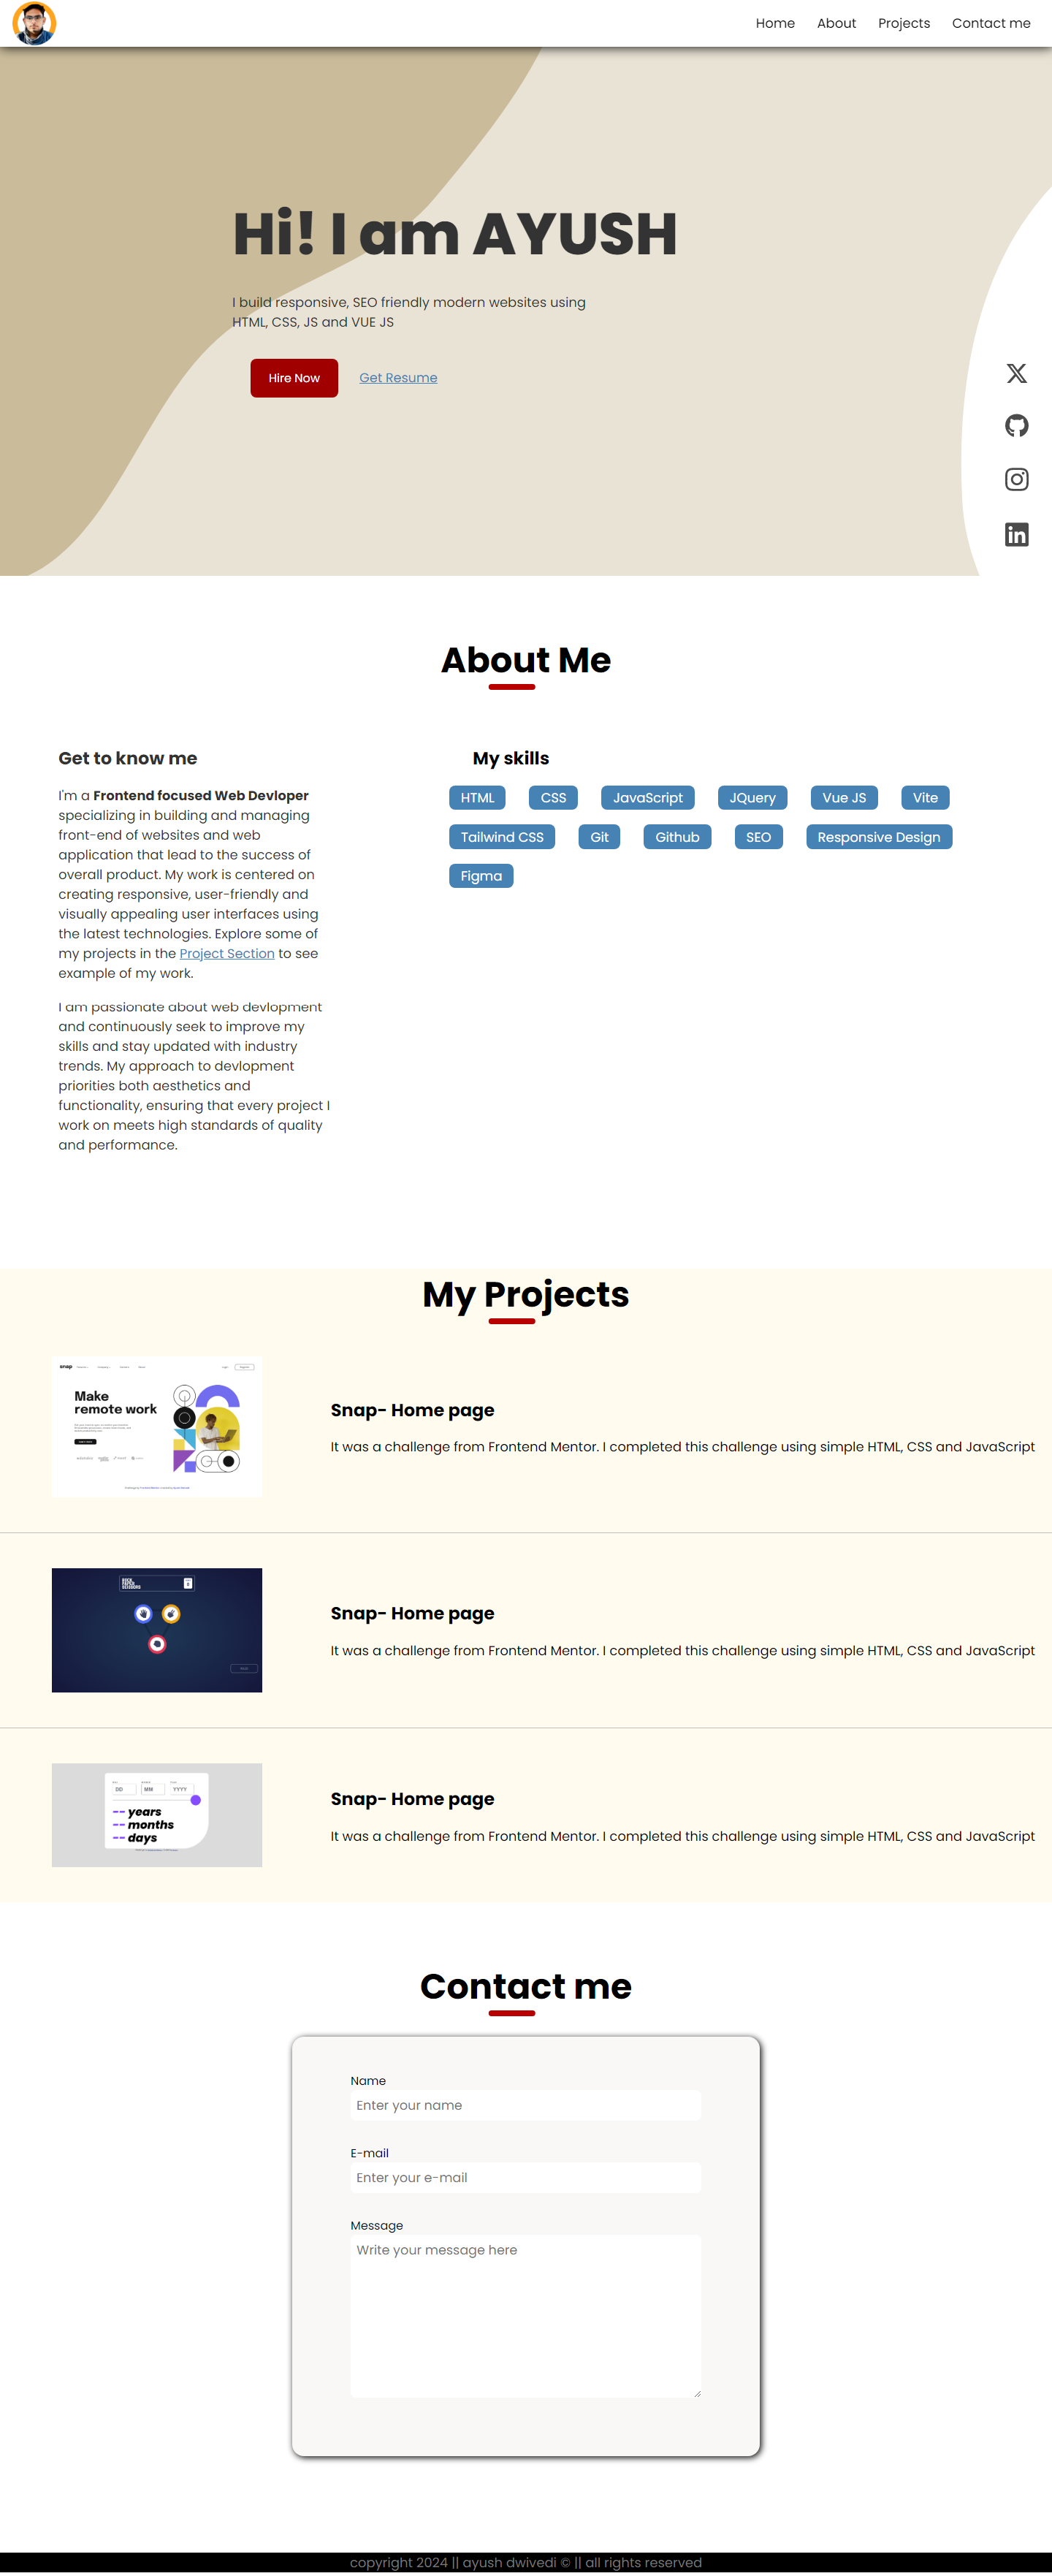 Home About Projects Contact me
Hi! I am AYUSH
I build responsive, SEO friendly modern websites using
HTML, CSS, JS and VUE JS
Hire Now Get Resume
About Me
Get to know me
I'm a Frontend focused Web Devloper
specializing in building and managing
front-end of websites and web
application that lead to the success of
overall product. My work is centered on
creating responsive, user-friendly and
visually appealing user interfaces using
the latest technologies. Explore some of
my projects in the Project Section to see
example of my work.
I am passionate about web devlopment
and continuously seek to improve my
skills and stay updated with industry
trends. My approach to devlopment
priorities both aesthetics and
functionality, ensuring that every project I
work on meets high standards of quality
and performance.
My skills
HTML CSS JavaScript JQuery Vue JS Vite
Tailwind CSS Git Github SEO Responsive Design
Figma
My Projects
snap
Make
remote work
Snap- Home page
It was a challenge from Frontend Mentor. I completed this challenge using simple HTML, CSS and JavaScript
ROCK
PAPER
SCISSORS
Snap- Home page
It was a challenge from Frontend Mentor. I completed this challenge using simple HTML, CSS and JavaScript
DD MM YYYY
-- years
-- months
-- days
Snap- Home page
It was a challenge from Frontend Mentor. I completed this challenge using simple HTML, CSS and JavaScript
Contact me
Name
Enter your name
E-mail
Enter your e-mail
Message
Write your message here
copyright 2024 || ayush dwivedi © || all rights reserved